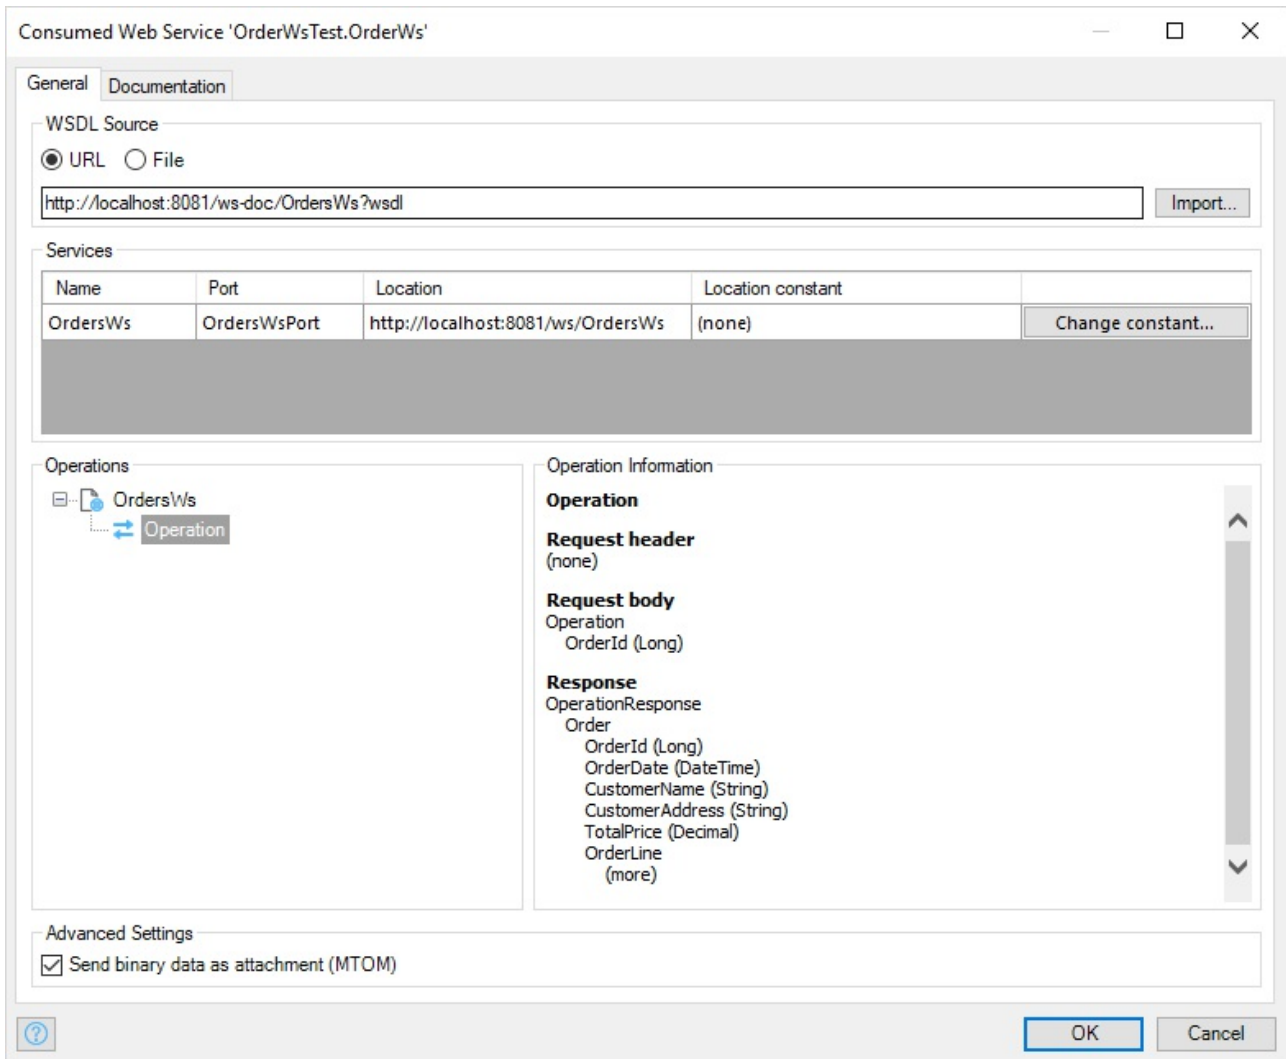 Consumed Web Service 'OrderWsTest.OrderWs'
General Documentation
WSDL Source
URL File
http://localhost:8081/ws-doc/OrdersWs?wsdl Import...
Services
Name Port Location Location constant
OrdersWs OrdersWsPort http://localhost:8081/ws/OrdersWs (none) Change constant...
Operations
OrdersWs
Operation
Operation Information
Operation
Request header
(none)
Request body
Operation
OrderId (Long)
Response
OperationResponse
Order
OrderId (Long)
OrderDate (DateTime)
CustomerName (String)
CustomerAddress (String)
TotalPrice (Decimal)
OrderLine
(more)
Advanced Settings
Send binary data as attachment (MTOM)
? OK Cancel